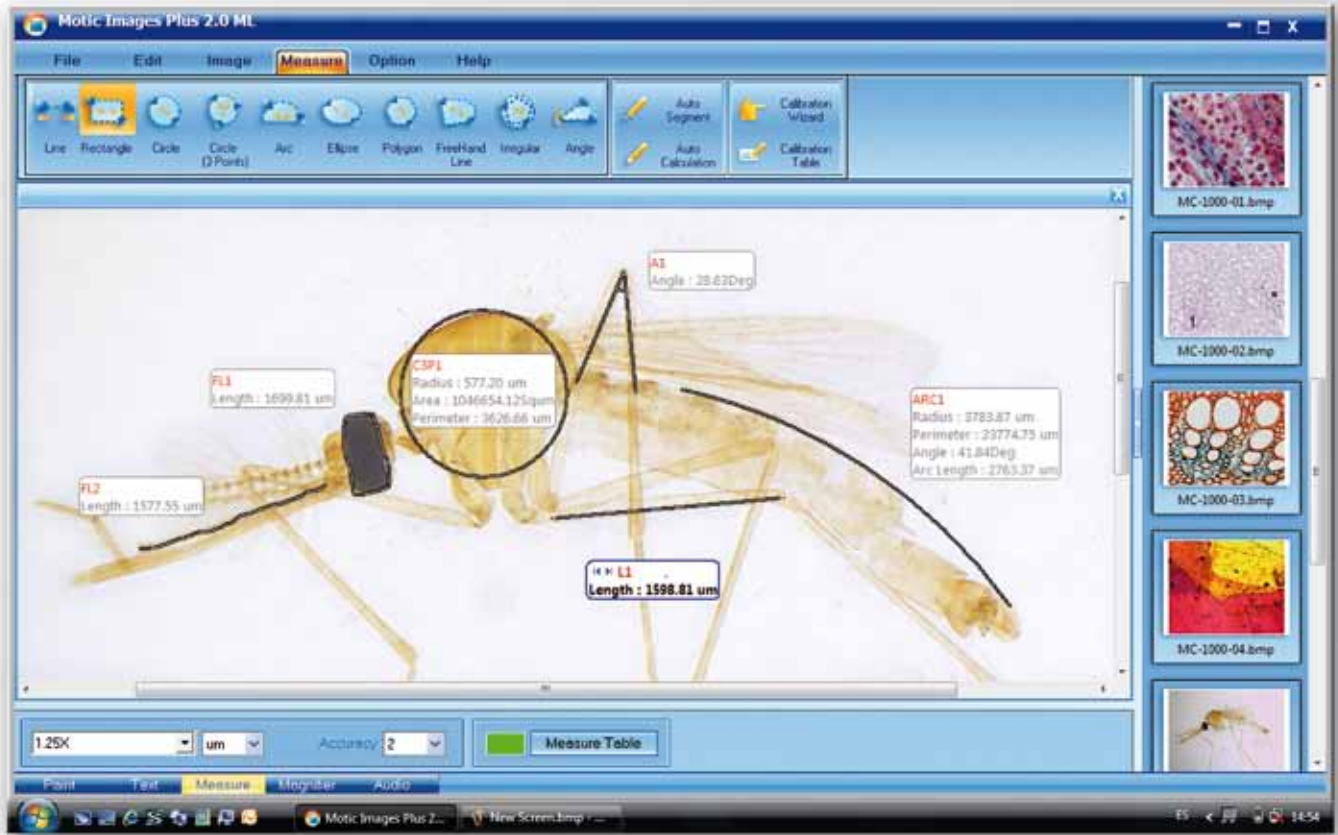 Motic Images Plus 2.0 ML
File Edit Image Measure Option Help
Line Rectangle Circle Circle (3 Points) Arc Ellipse Polygon FreeHand Line Irregular Angle
Auto Segment
Auto Calculation
Calibration Wizard
Calibration Table
MC-1000-01.bmp
MC-1000-02.bmp
MC-1000-03.bmp
MC-1000-04.bmp
A1
Angle : 28.63Deg
CSP1
Radius : 577.20 um
Area : 1046654.12Squm
Perimeter : 3626.66 um
FL1
Length : 1699.81 um
ARC1
Radius : 3783.87 um
Perimeter : 23774.75 um
Angle : 41.84Deg
Arc Length : 2763.37 um
FL2
Length : 1577.55 um
L1
Length : 1598.81 um
1.25X um Accuracy 2 Measure Table
Paint Text Measure Magnifier Audio
Motic Images Plus 2... New Screen.bmp - ... ES 14:54